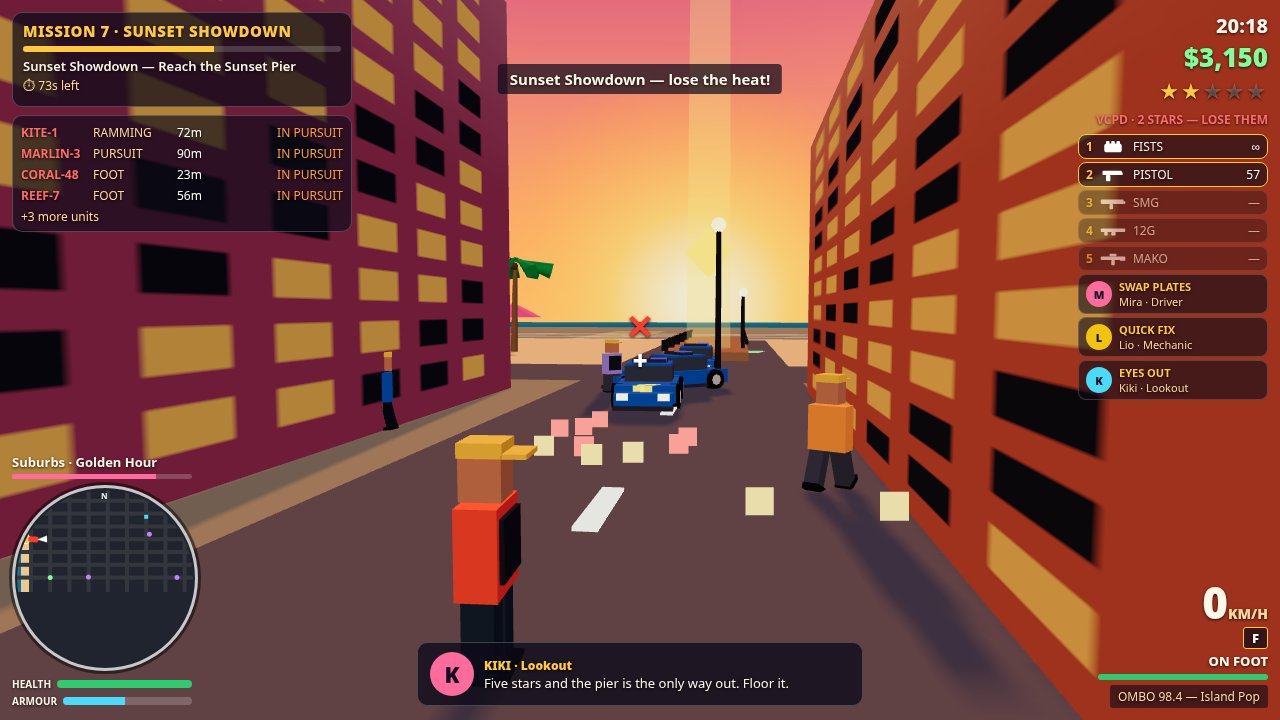 MISSION 7 · SUNSET SHOWDOWN
Sunset Showdown — Reach the Sunset Pier
⏱ 73s left
KITE-1 RAMMING 72m IN PURSUIT
MARLIN-3 PURSUIT 90m IN PURSUIT
CORAL-48 FOOT 23m IN PURSUIT
REEF-7 FOOT 56m IN PURSUIT
+3 more units
Sunset Showdown — lose the heat!
20:18
$3,150
★★★★★
VCPD · 2 STARS — LOSE THEM
1 FISTS ∞
2 PISTOL 57
3 SMG —
4 12G —
5 MAKO —
M SWAP PLATES
Mira · Driver
L QUICK FIX
Lio · Mechanic
K EYES OUT
Kiki · Lookout
Suburbs · Golden Hour
N
HEALTH
ARMOUR
K KIKI · Lookout
Five stars and the pier is the only way out. Floor it.
0 KM/H
F
ON FOOT
OMBO 98.4 — Island Pop